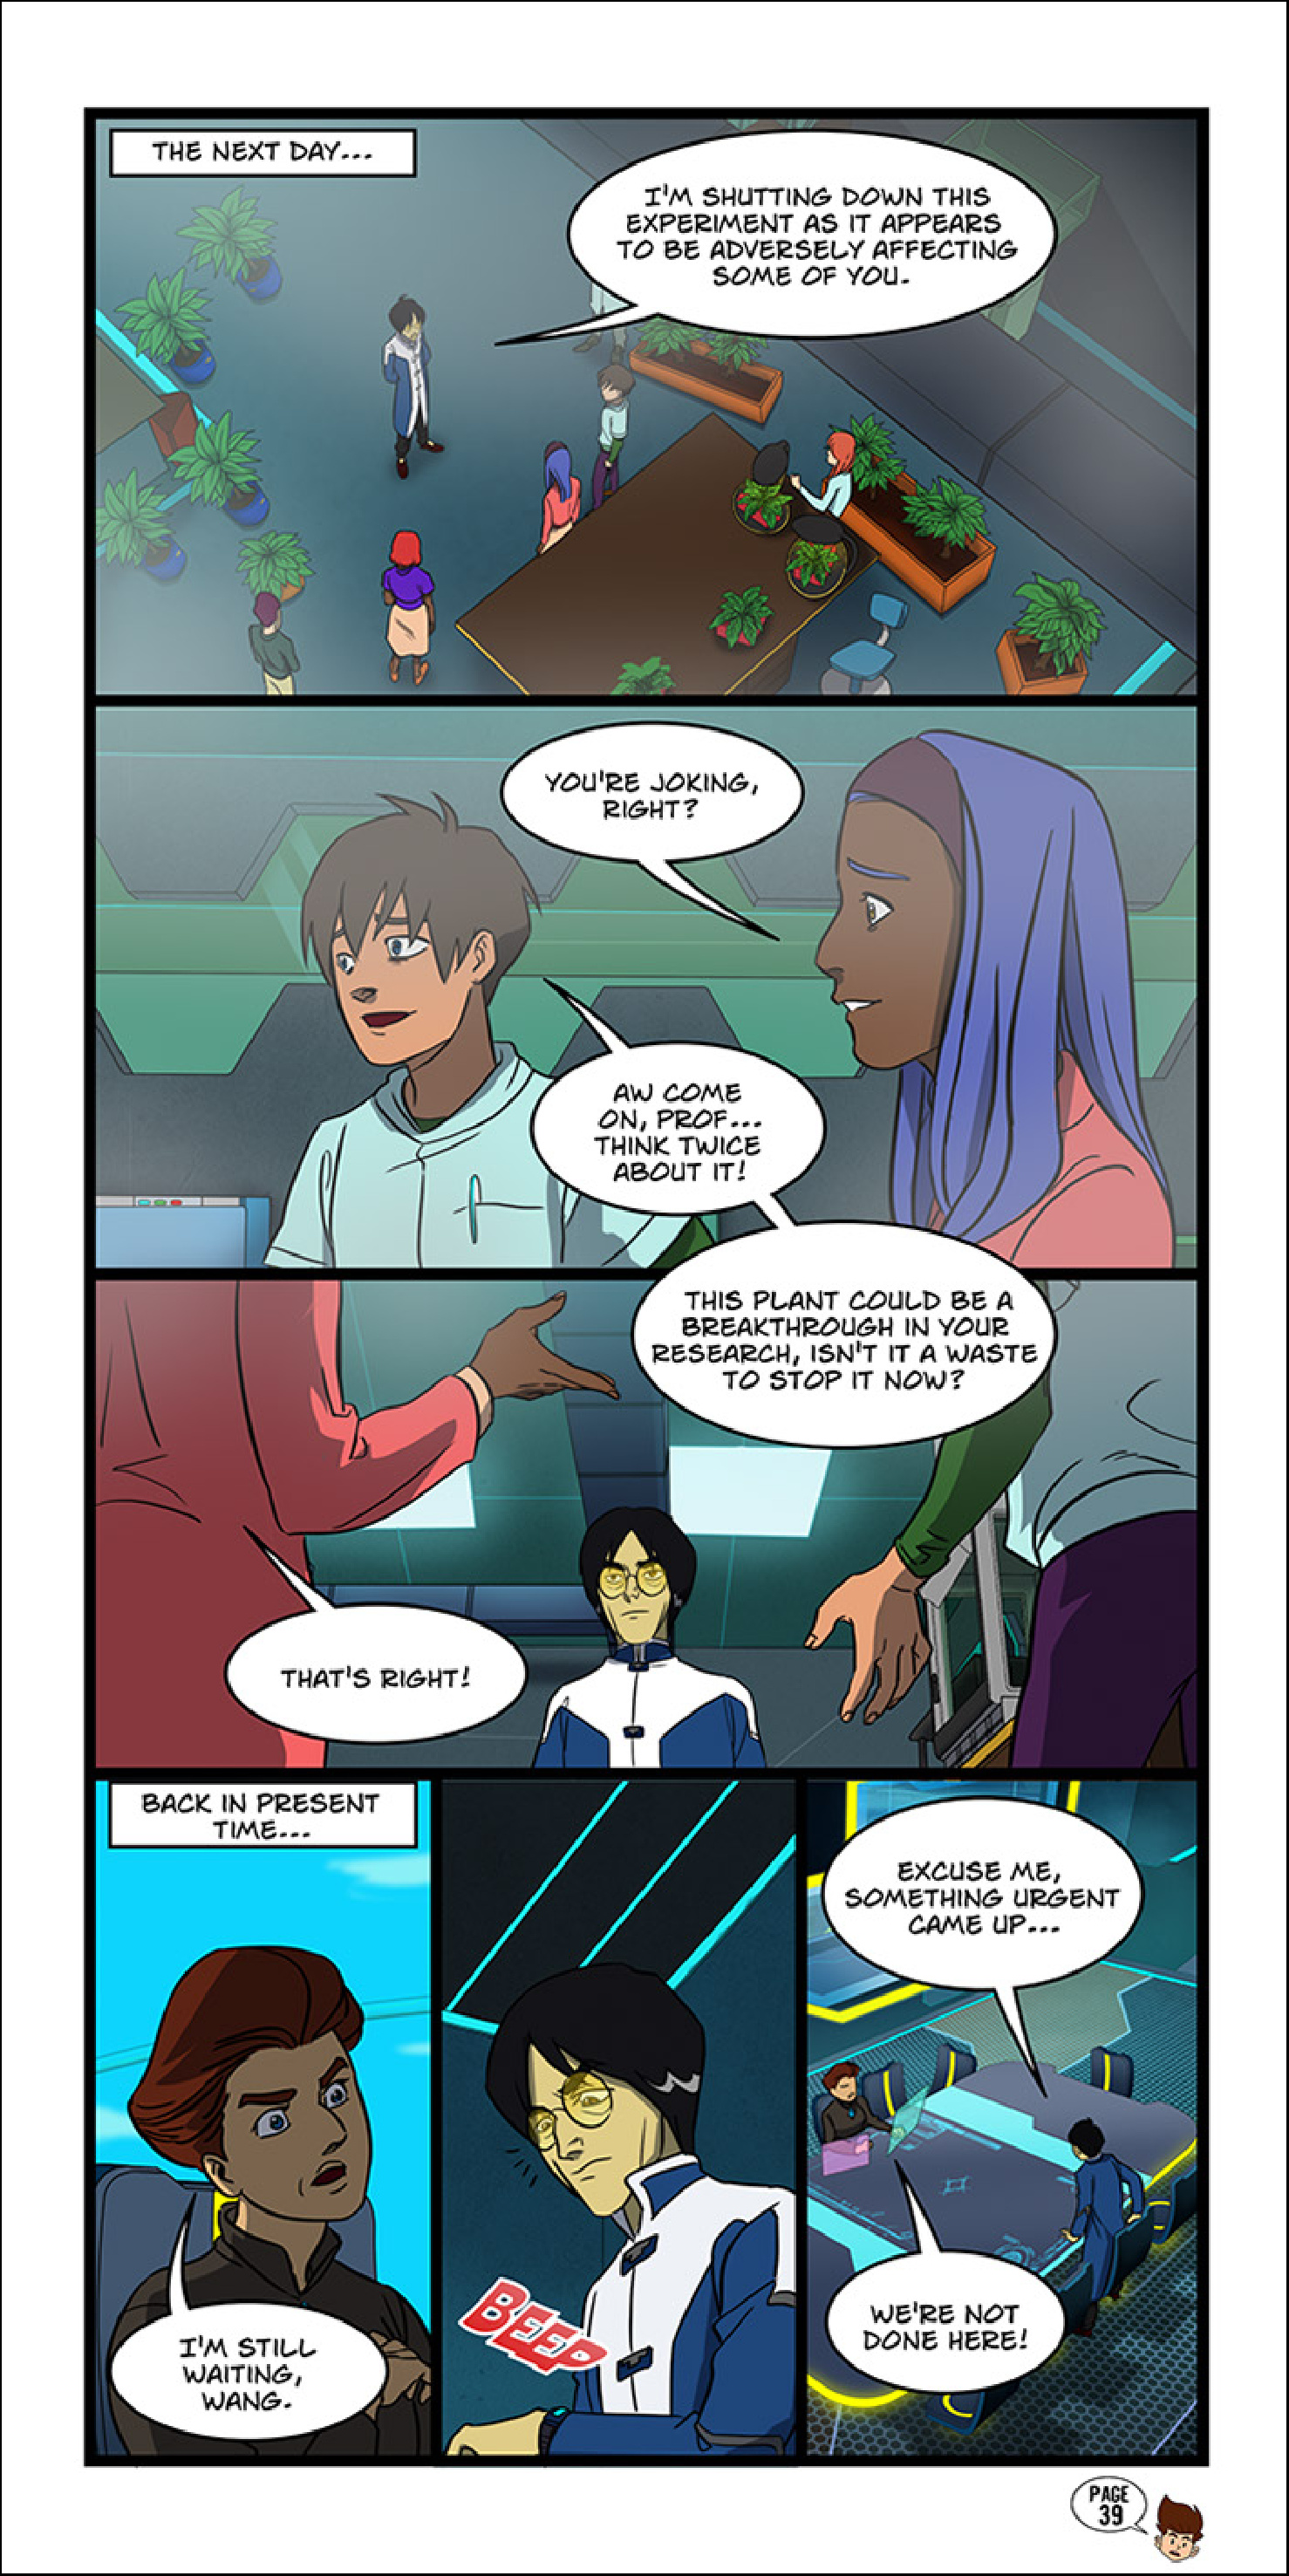 THE NEXT DAY...
I'M SHUTTING DOWN THIS
EXPERIMENT AS IT APPEARS
TO BE ADVERSELY AFFECTING
SOME OF YOU.
YOU'RE JOKING,
RIGHT?
AW COME
ON, PROF...
THINK TWICE
ABOUT IT!
THIS PLANT COULD BE A
BREAKTHROUGH IN YOUR
RESEARCH, ISN'T IT A WASTE
TO STOP IT NOW?
THAT'S RIGHT!
BACK IN PRESENT
TIME...
I'M STILL
WAITING,
WANG.
BEEP
EXCUSE ME,
SOMETHING URGENT
CAME UP...
WE'RE NOT
DONE HERE!
PAGE
39